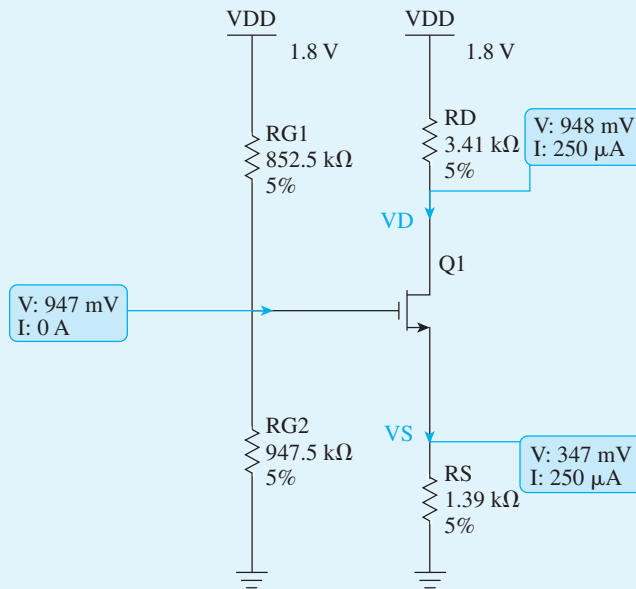 VDD
1.8 V
VDD
1.8 V
RG1
852.5 kΩ
5%
RD
3.41 kΩ
5%
V: 948 mV
I: 250 μA
VD
Q1
V: 947 mV
I: 0 A
RG2
947.5 kΩ
5%
VS
V: 347 mV
I: 250 μA
RS
1.39 kΩ
5%